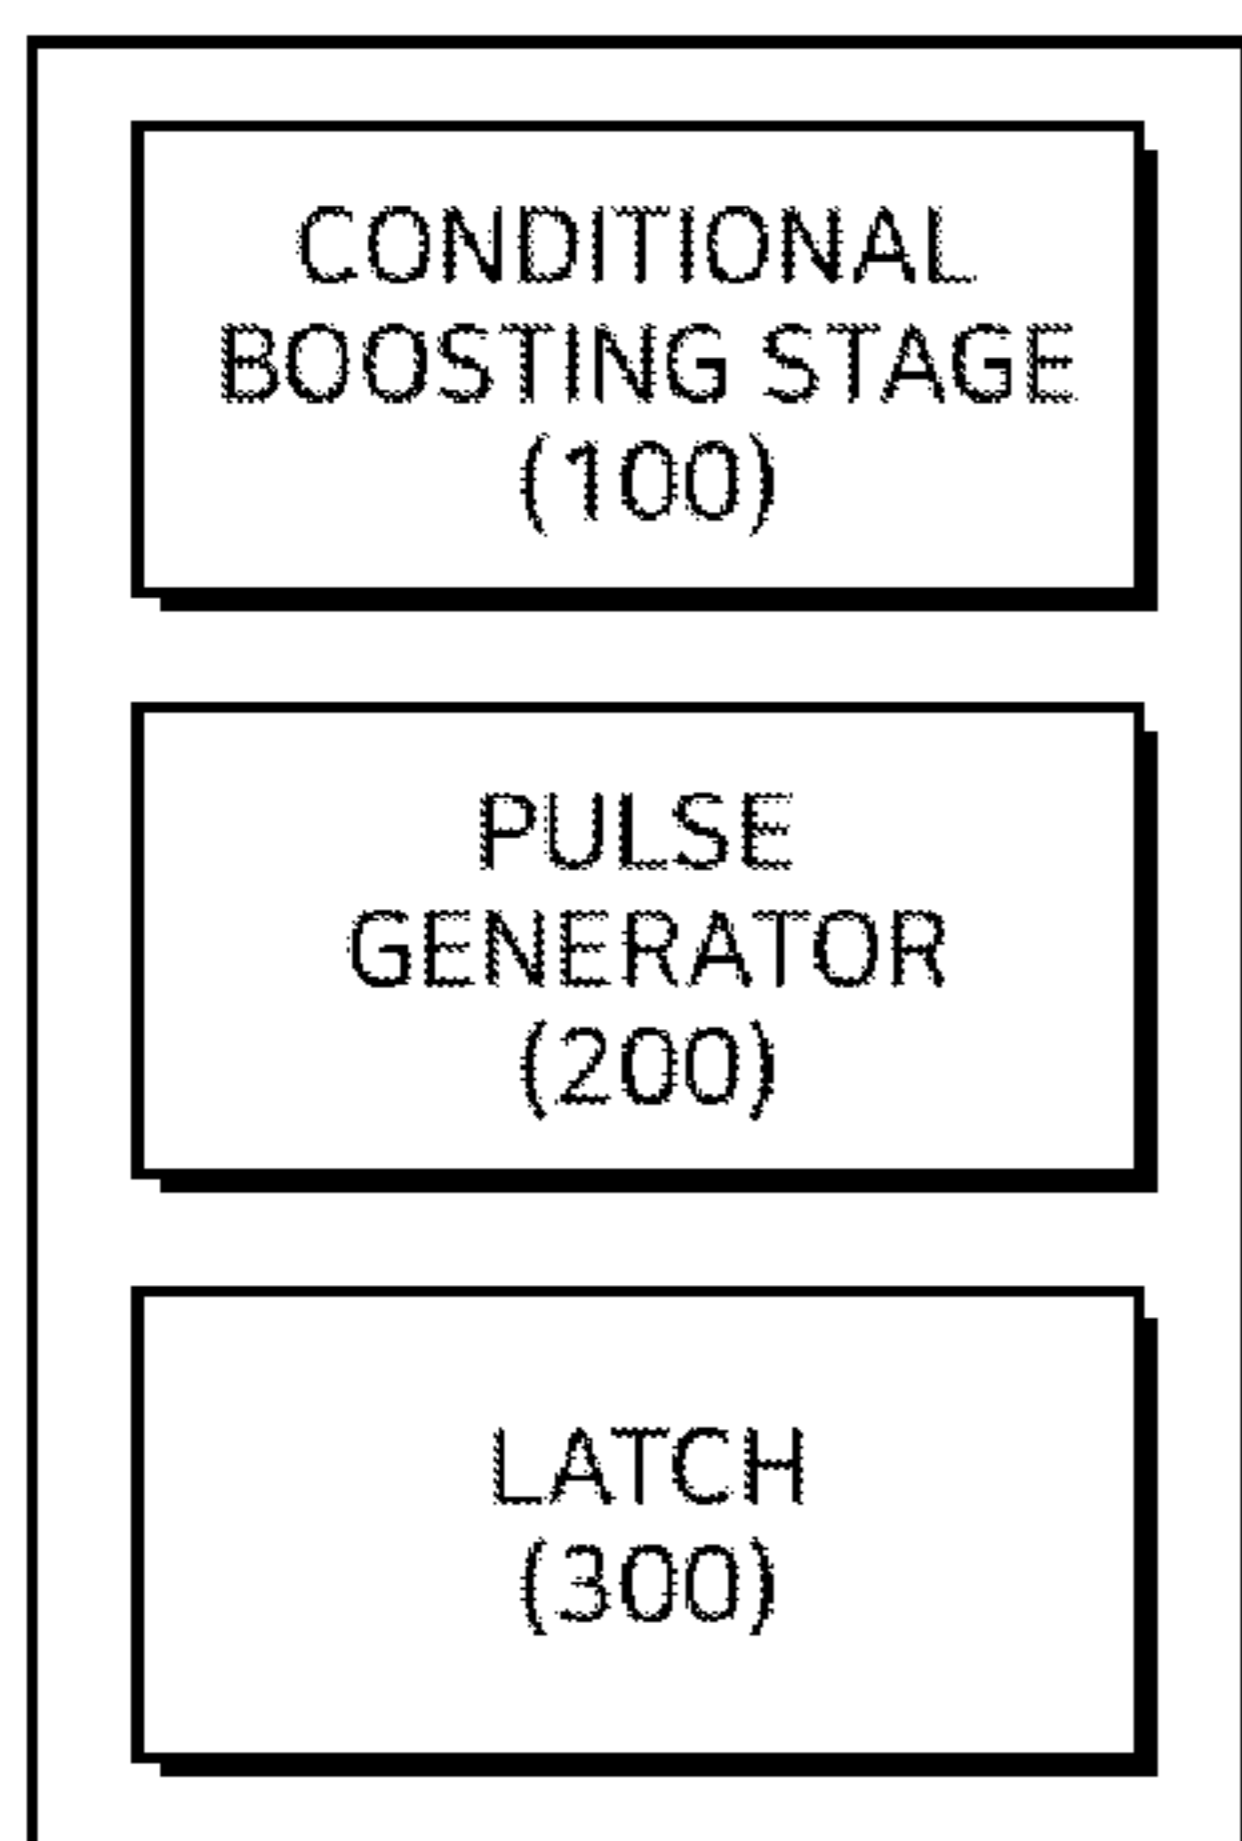 CONDITIONAL
BOOSTING STAGE
(100)
PULSE
GENERATOR
(200)
LATCH
(300)